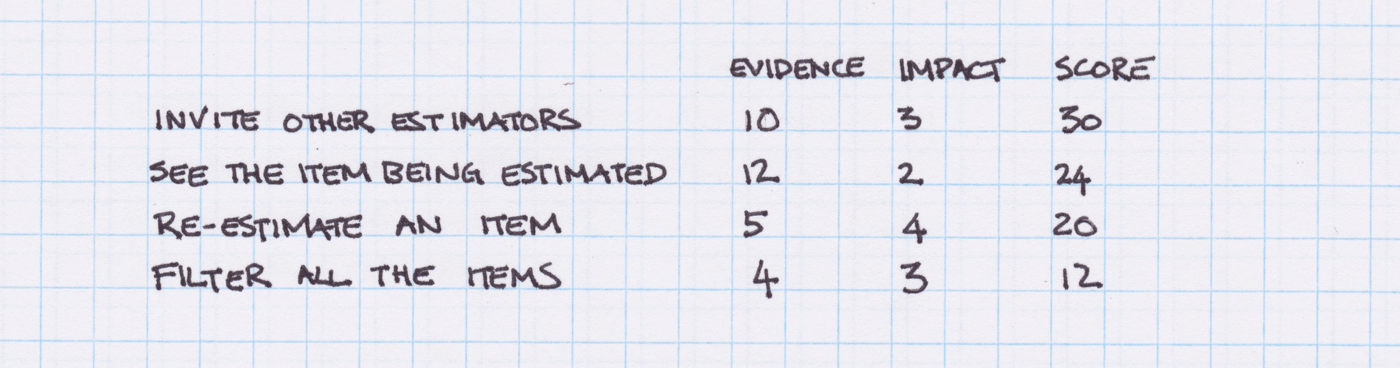 EVIDENCE IMPACT SCORE
INVITE OTHER ESTIMATORS 10 3 30
SEE THE ITEM BEING ESTIMATED 12 2 24
RE-ESTIMATE AN ITEM 5 4 20
FILTER ALL THE ITEMS 4 3 12